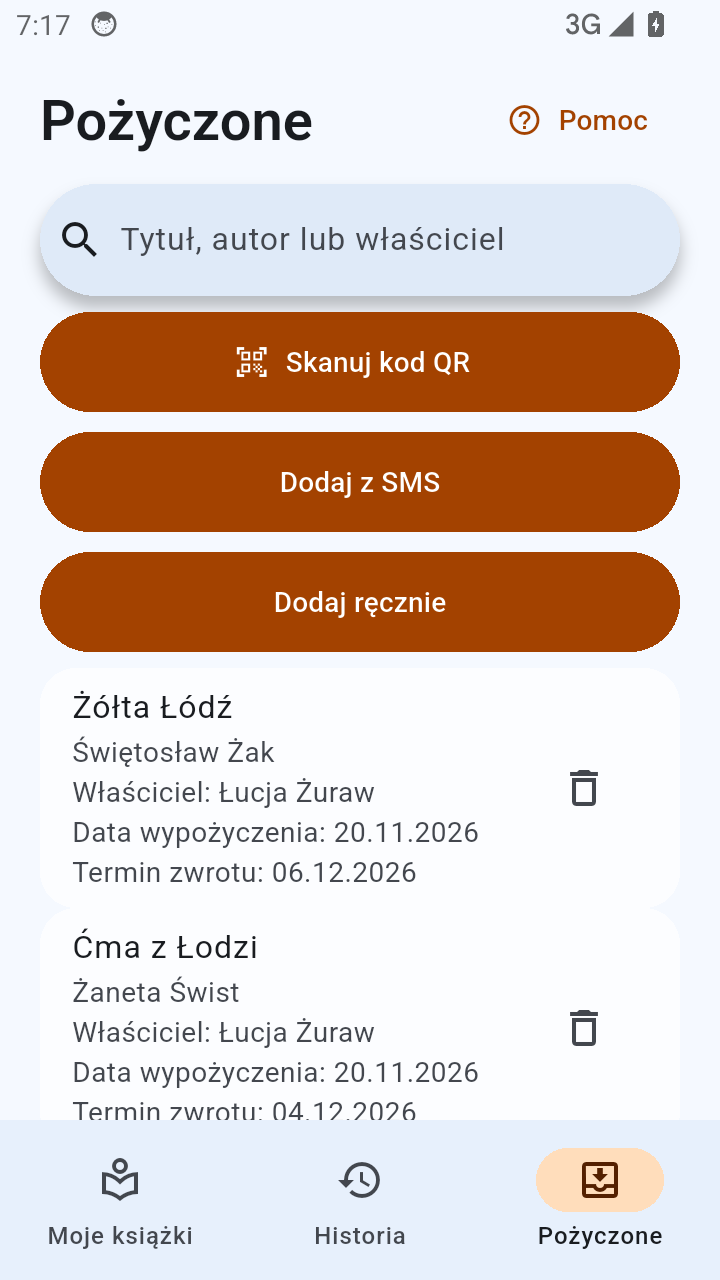 7:17
3G
Pożyczone
Pomoc
Tytuł, autor lub właściciel
Skanuj kod QR
Dodaj z SMS
Dodaj ręcznie
Żółta Łódź
Świętosław Żak
Właściciel: Łucja Żuraw
Data wypożyczenia: 20.11.2026
Termin zwrotu: 06.12.2026
Ćma z Łodzi
Żaneta Świst
Właściciel: Łucja Żuraw
Data wypożyczenia: 20.11.2026
Termin zwrotu: 04.12.2026
Moje książki
Historia
Pożyczone